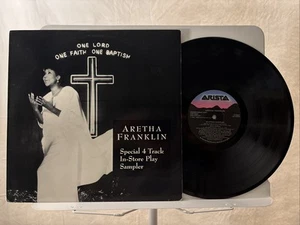 ONE LORD
ONE FAITH ONE BAPTISM
ARETHA
FRANKLIN
Special 4 Track
In-Store Play
Sampler
ARISTA